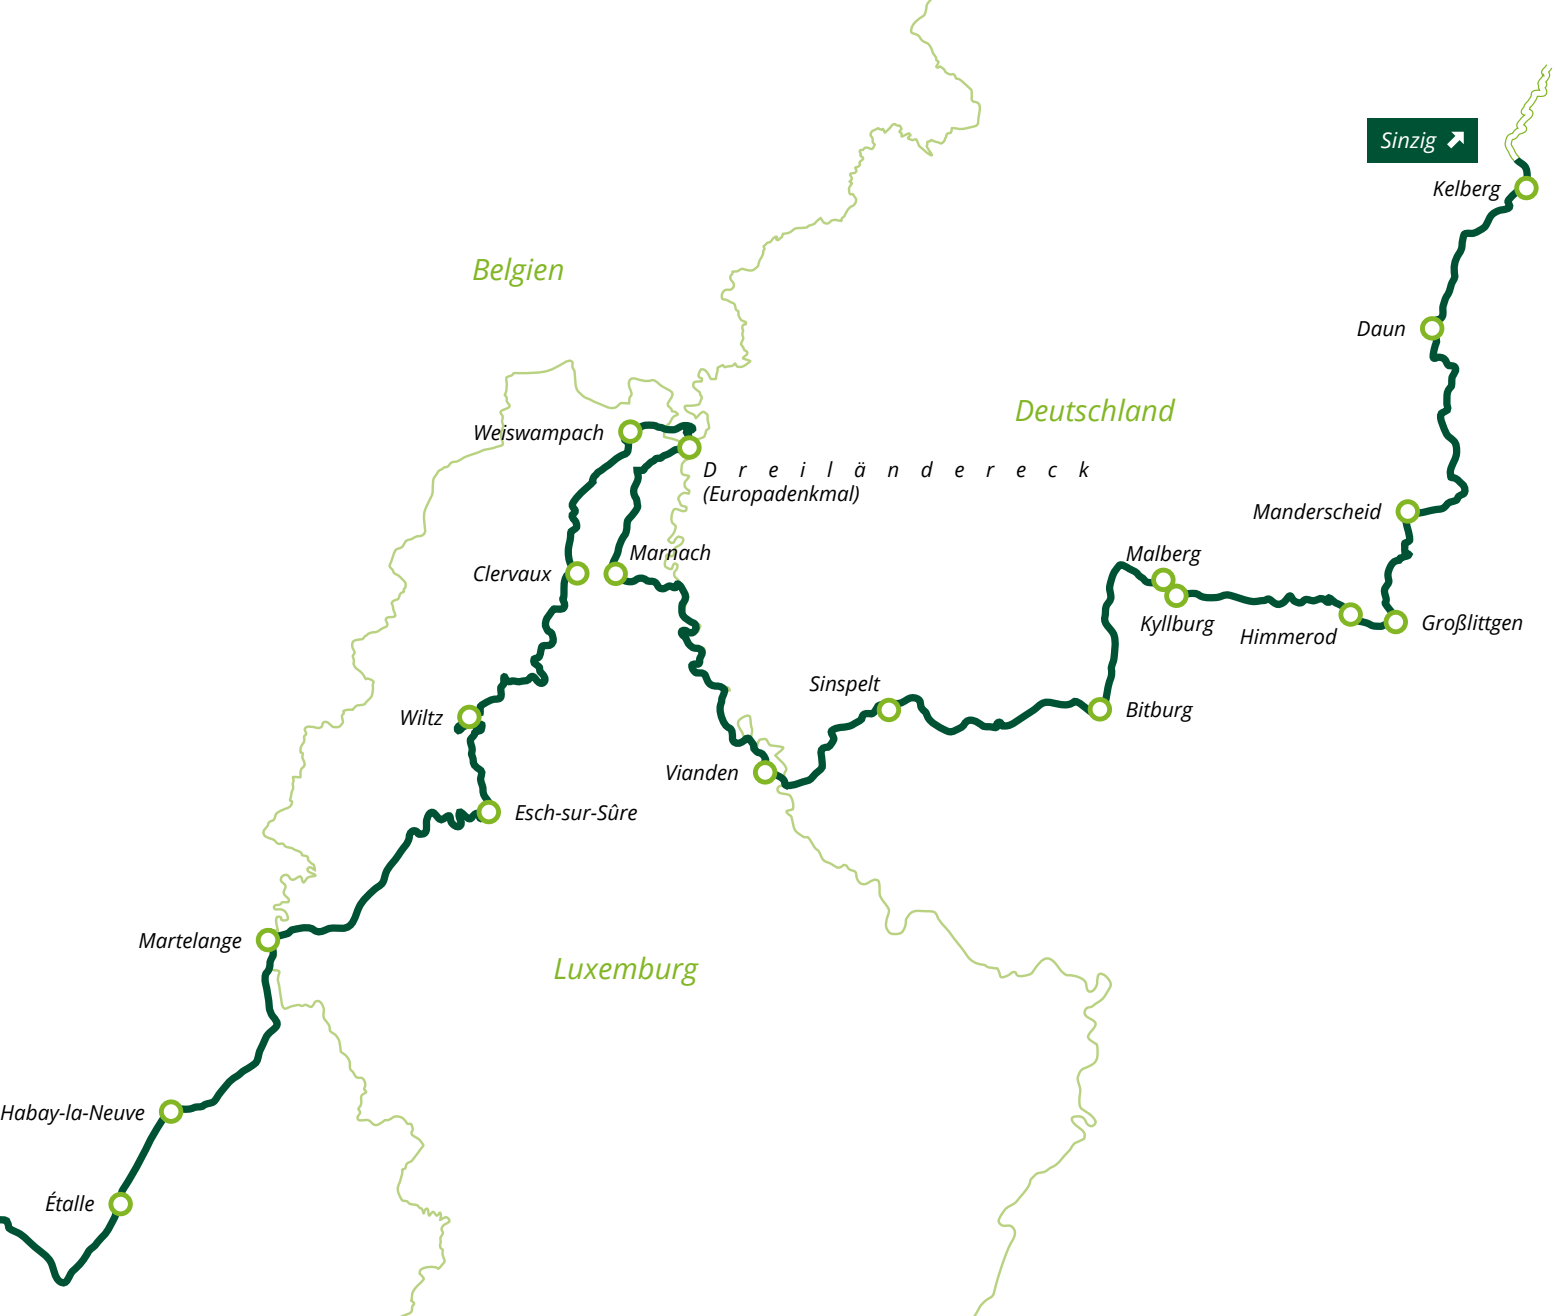 Sinzig
Kelberg
Belgien
Daun
Deutschland
Weiswampach
Dreiländereck
(Europadenkmal)
Manderscheid
Marnach
Malberg
Clervaux
Kyllburg
Großlittgen
Himmerod
Sinspelt
Bitburg
Wiltz
Vianden
Esch-sur-Sûre
Martelange
Luxemburg
Habay-la-Neuve
Étalle